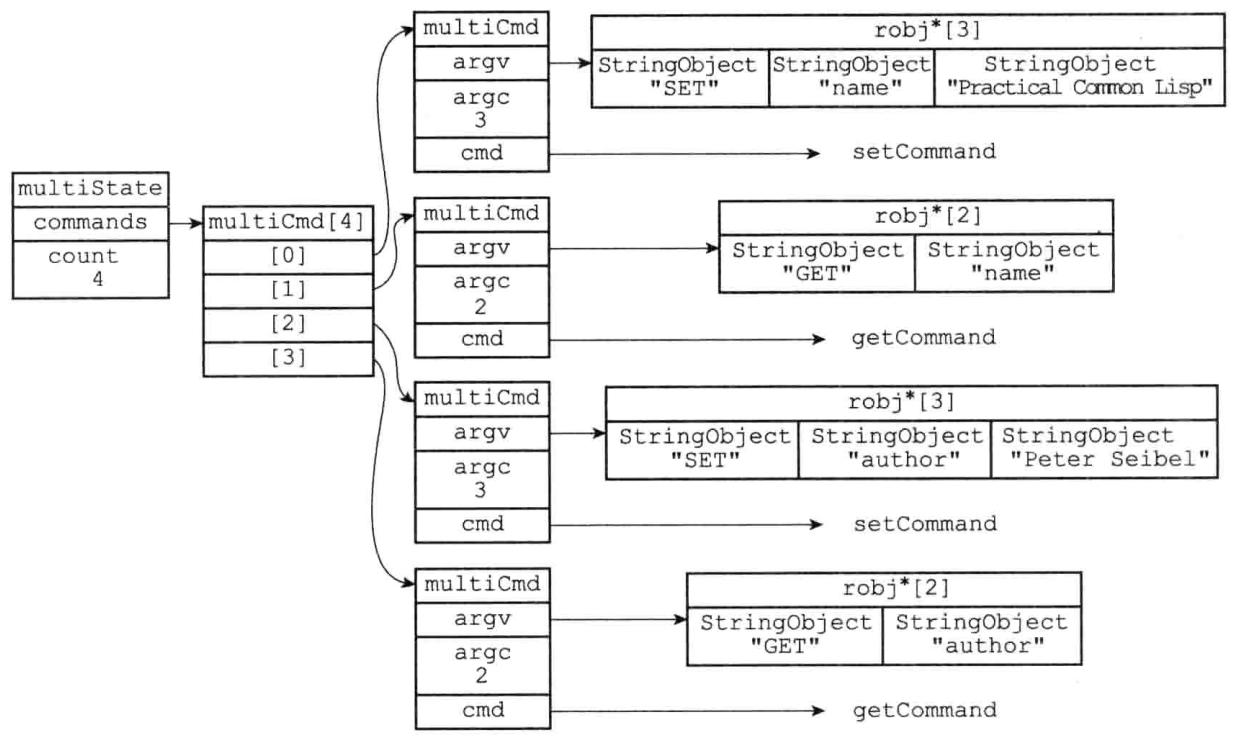 multiState
commands
count
4
multiCmd[4]
[0]
[1]
[2]
[3]
multiCmd
argv
argc
3
cmd
robj*[3]
StringObject
"SET"
StringObject
"name"
StringObject
"Practical Common Lisp"
setCommand
multiCmd
argv
argc
2
cmd
robj*[2]
StringObject
"GET"
StringObject
"name"
getCommand
multiCmd
argv
argc
3
cmd
robj*[3]
StringObject
"SET"
StringObject
"author"
StringObject
"Peter Seibel"
setCommand
multiCmd
argv
argc
2
cmd
robj*[2]
StringObject
"GET"
StringObject
"author"
getCommand